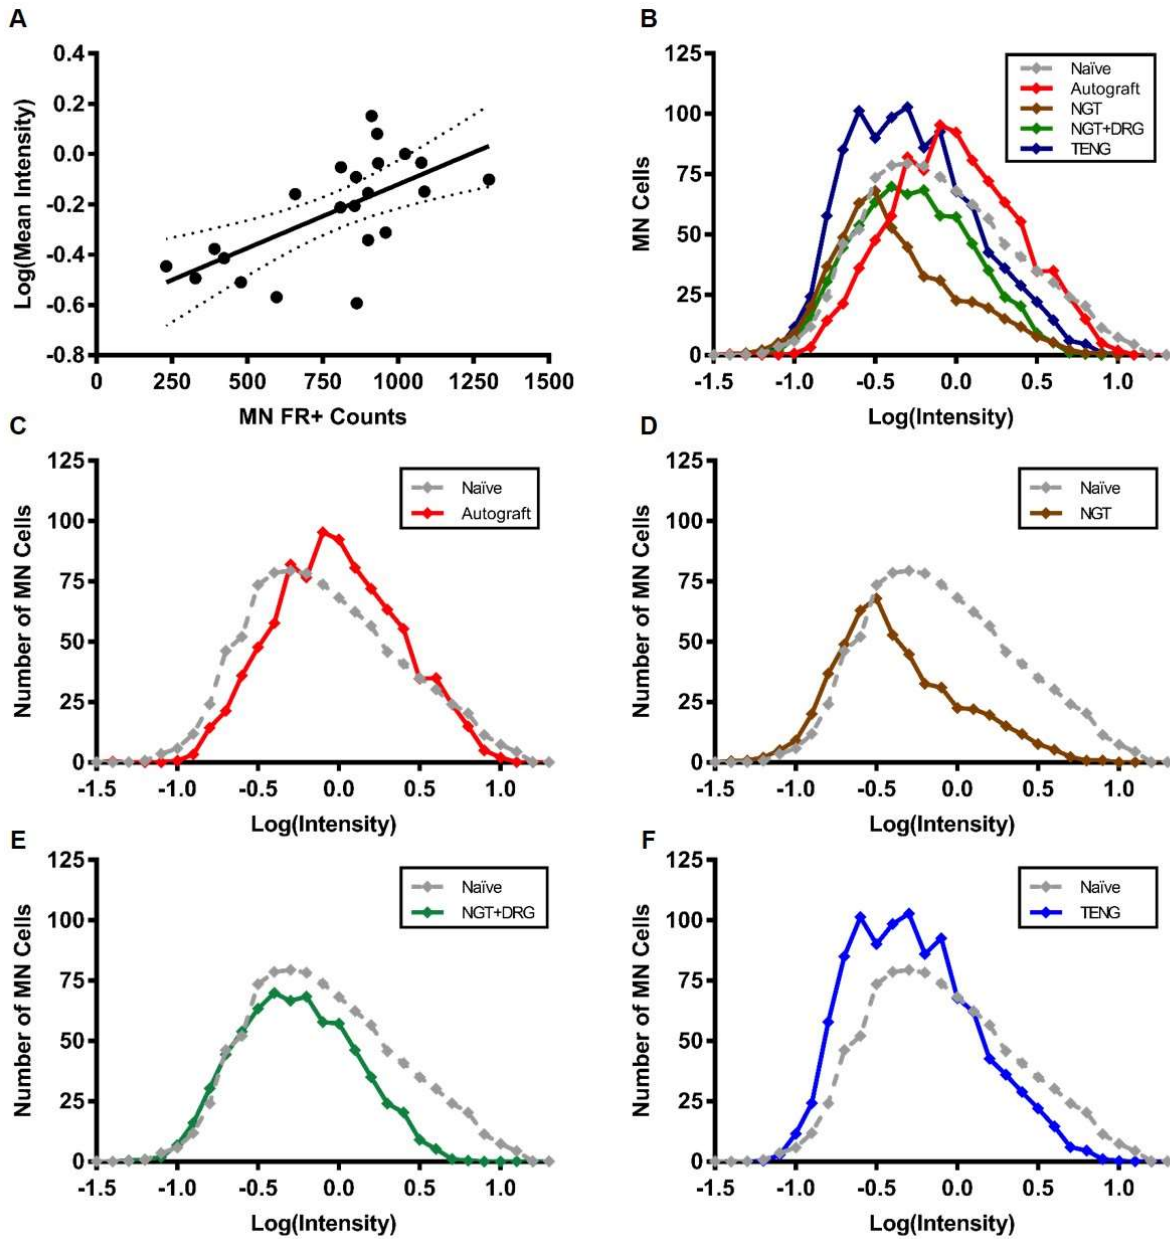 A
0.4
0.2
0.0
-0.2
-0.4
-0.6
-0.8
Log(Mean Intensity)
0 250 500 750 1000 1250 1500
MN FR+ Counts
B
125
100
75
50
25
0
MN Cells
Naïve
Autograft
NGT
NGT+DRG
TENG
-1.5 -1.0 -0.5 0.0 0.5 1.0
Log(Intensity)
C
125
100
75
50
25
0
Number of MN Cells
Naïve
Autograft
-1.5 -1.0 -0.5 0.0 0.5 1.0
Log(Intensity)
D
125
100
75
50
25
0
Number of MN Cells
Naïve
NGT
-1.5 -1.0 -0.5 0.0 0.5 1.0
Log(Intensity)
E
125
100
75
50
25
0
Number of MN Cells
Naïve
NGT+DRG
-1.5 -1.0 -0.5 0.0 0.5 1.0
Log(Intensity)
F
125
100
75
50
25
0
Number of MN Cells
Naïve
TENG
-1.5 -1.0 -0.5 0.0 0.5 1.0
Log(Intensity)